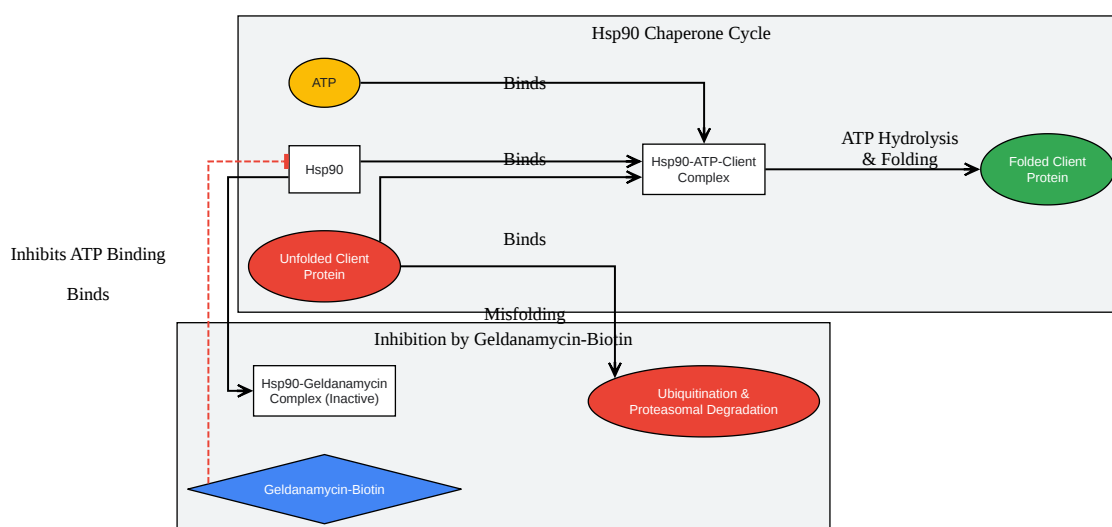 Hsp90 Chaperone Cycle
ATP
Binds
Hsp90
Binds
Hsp90-ATP-Client
Complex
ATP Hydrolysis
& Folding
Folded Client
Protein
Unfolded Client
Protein
Binds
Inhibits ATP Binding
Binds
Misfolding
Inhibition by Geldanamycin-Biotin
Hsp90-Geldanamycin
Complex (Inactive)
Ubiquitination &
Proteasomal Degradation
Geldanamycin-Biotin